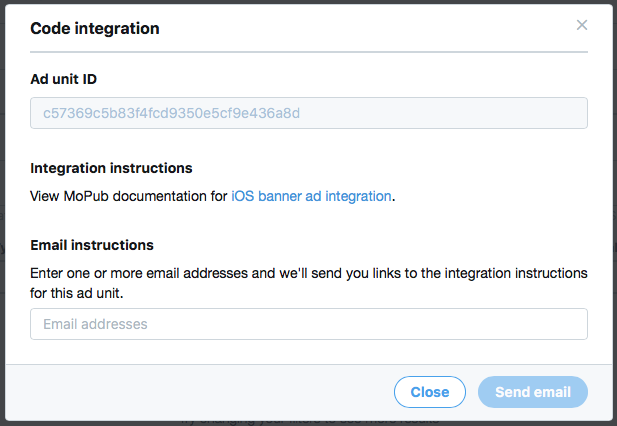 Code integration
Ad unit ID
c57369c5b83f4fcd9350e5cf9e436a8d
Integration instructions
View MoPub documentation for iOS banner ad integration.
Email instructions
Enter one or more email addresses and we'll send you links to the integration instructions
for this ad unit.
Email addresses
Close
Send email